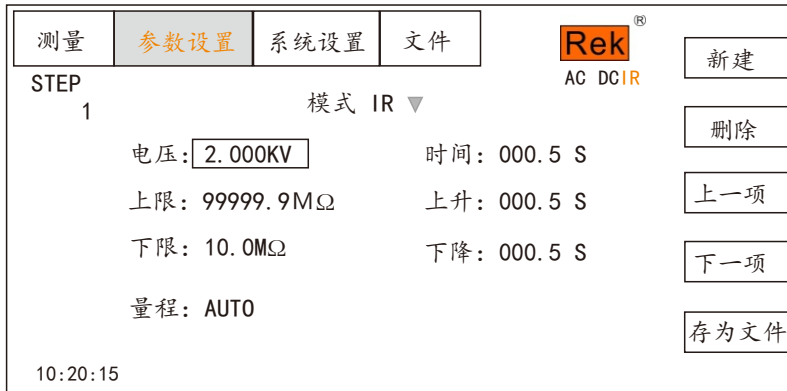 测量 参数设置 系统设置 文件 Rek®
AC DCIR
新建
STEP
1
模式 IR ▼
删除
电压: 2.000KV 时间: 000.5 S
上限: 99999.9MΩ 上升: 000.5 S
上一项
下限: 10.0MΩ 下降: 000.5 S
下一项
量程: AUTO
存为文件
10:20:15